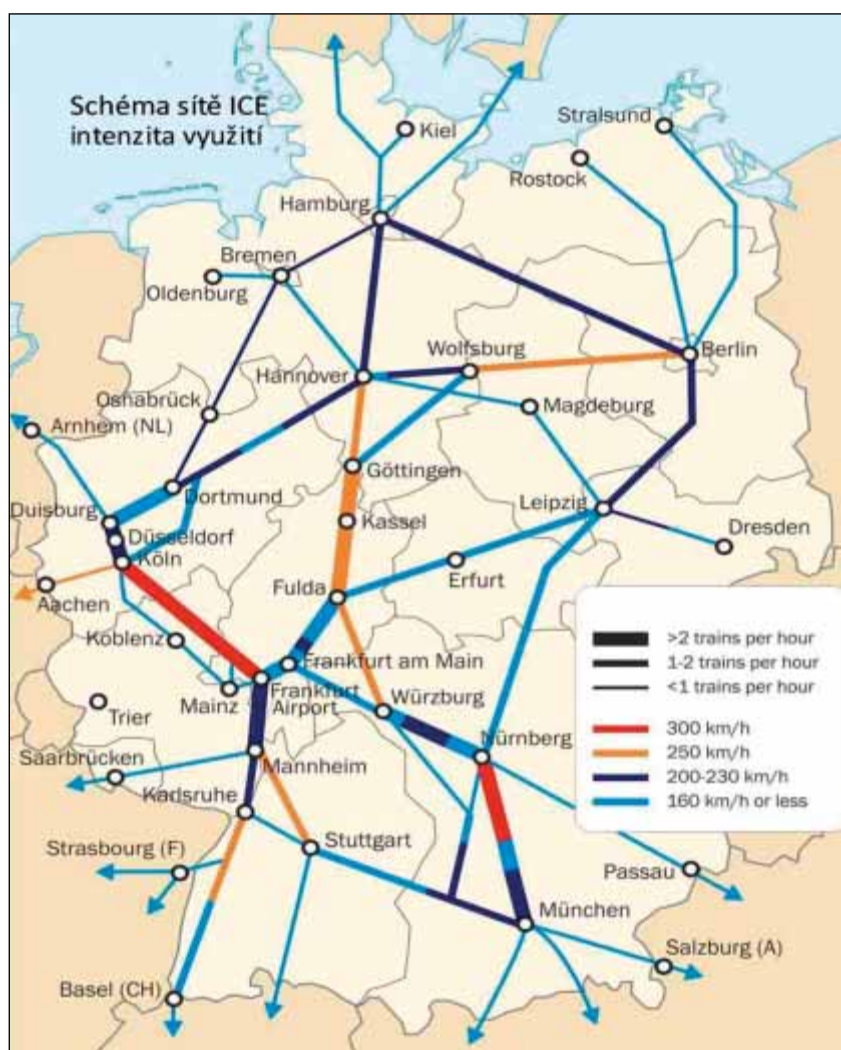 Schéma sítě ICE
intenzita využití
Kiel
Stralsund
Rostock
Hamburg
Bremen
Oldenburg
Wolfsburg
Berlin
Hannover
Osnabrück
Magdeburg
Arnhem (NL)
Göttingen
Dortmund
Leipzig
Duisburg
Kassel
Düsseldorf
Dresden
Köln
Erfurt
Fulda
Aachen
Koblenz
>2 trains per hour
1-2 trains per hour
<1 trains per hour
Frankfurt am Main
Mainz
Frankfurt
Airport
Würzburg
Trier
300 km/h
Nürnberg
250 km/h
Saarbrücken
Mannheim
200-230 km/h
Karlsruhe
160 km/h or less
Stuttgart
Strasbourg (F)
Passau
München
Salzburg (A)
Basel (CH)